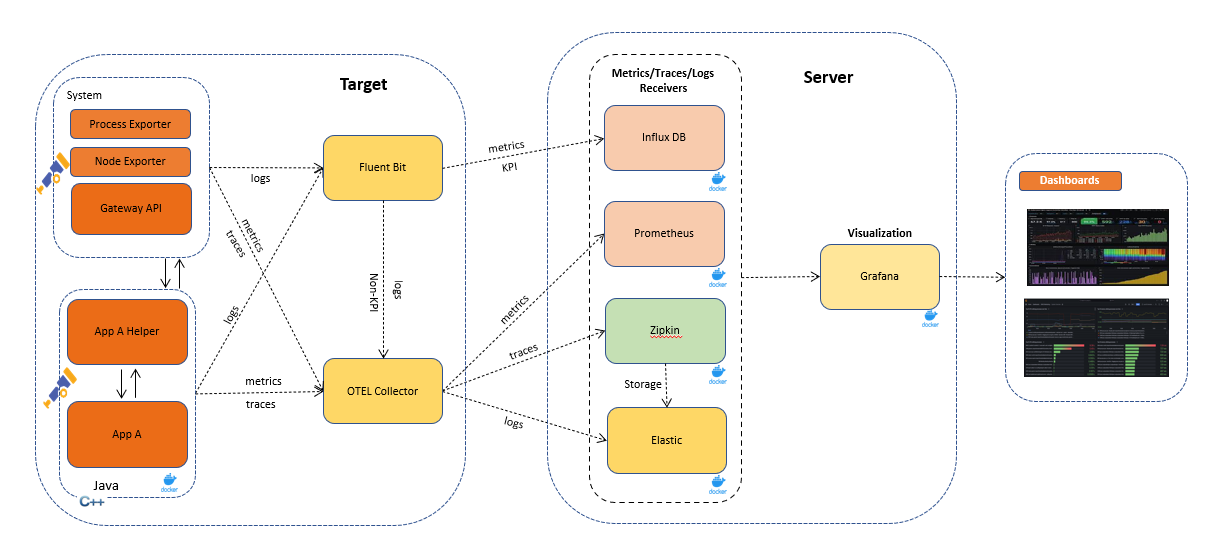 Target
System
Process Exporter
Node Exporter
Gateway API
App A Helper
App A
Java
C++
docker
Fluent Bit
OTEL Collector
logs
metrics
traces
logs
metrics
traces
logs
Non-KPI
metrics
KPI
metrics
traces
logs
Server
Metrics/Traces/Logs
Receivers
Influx DB
docker
Prometheus
docker
Zipkin
docker
Storage
Elastic
docker
Visualization
Grafana
docker
Dashboards